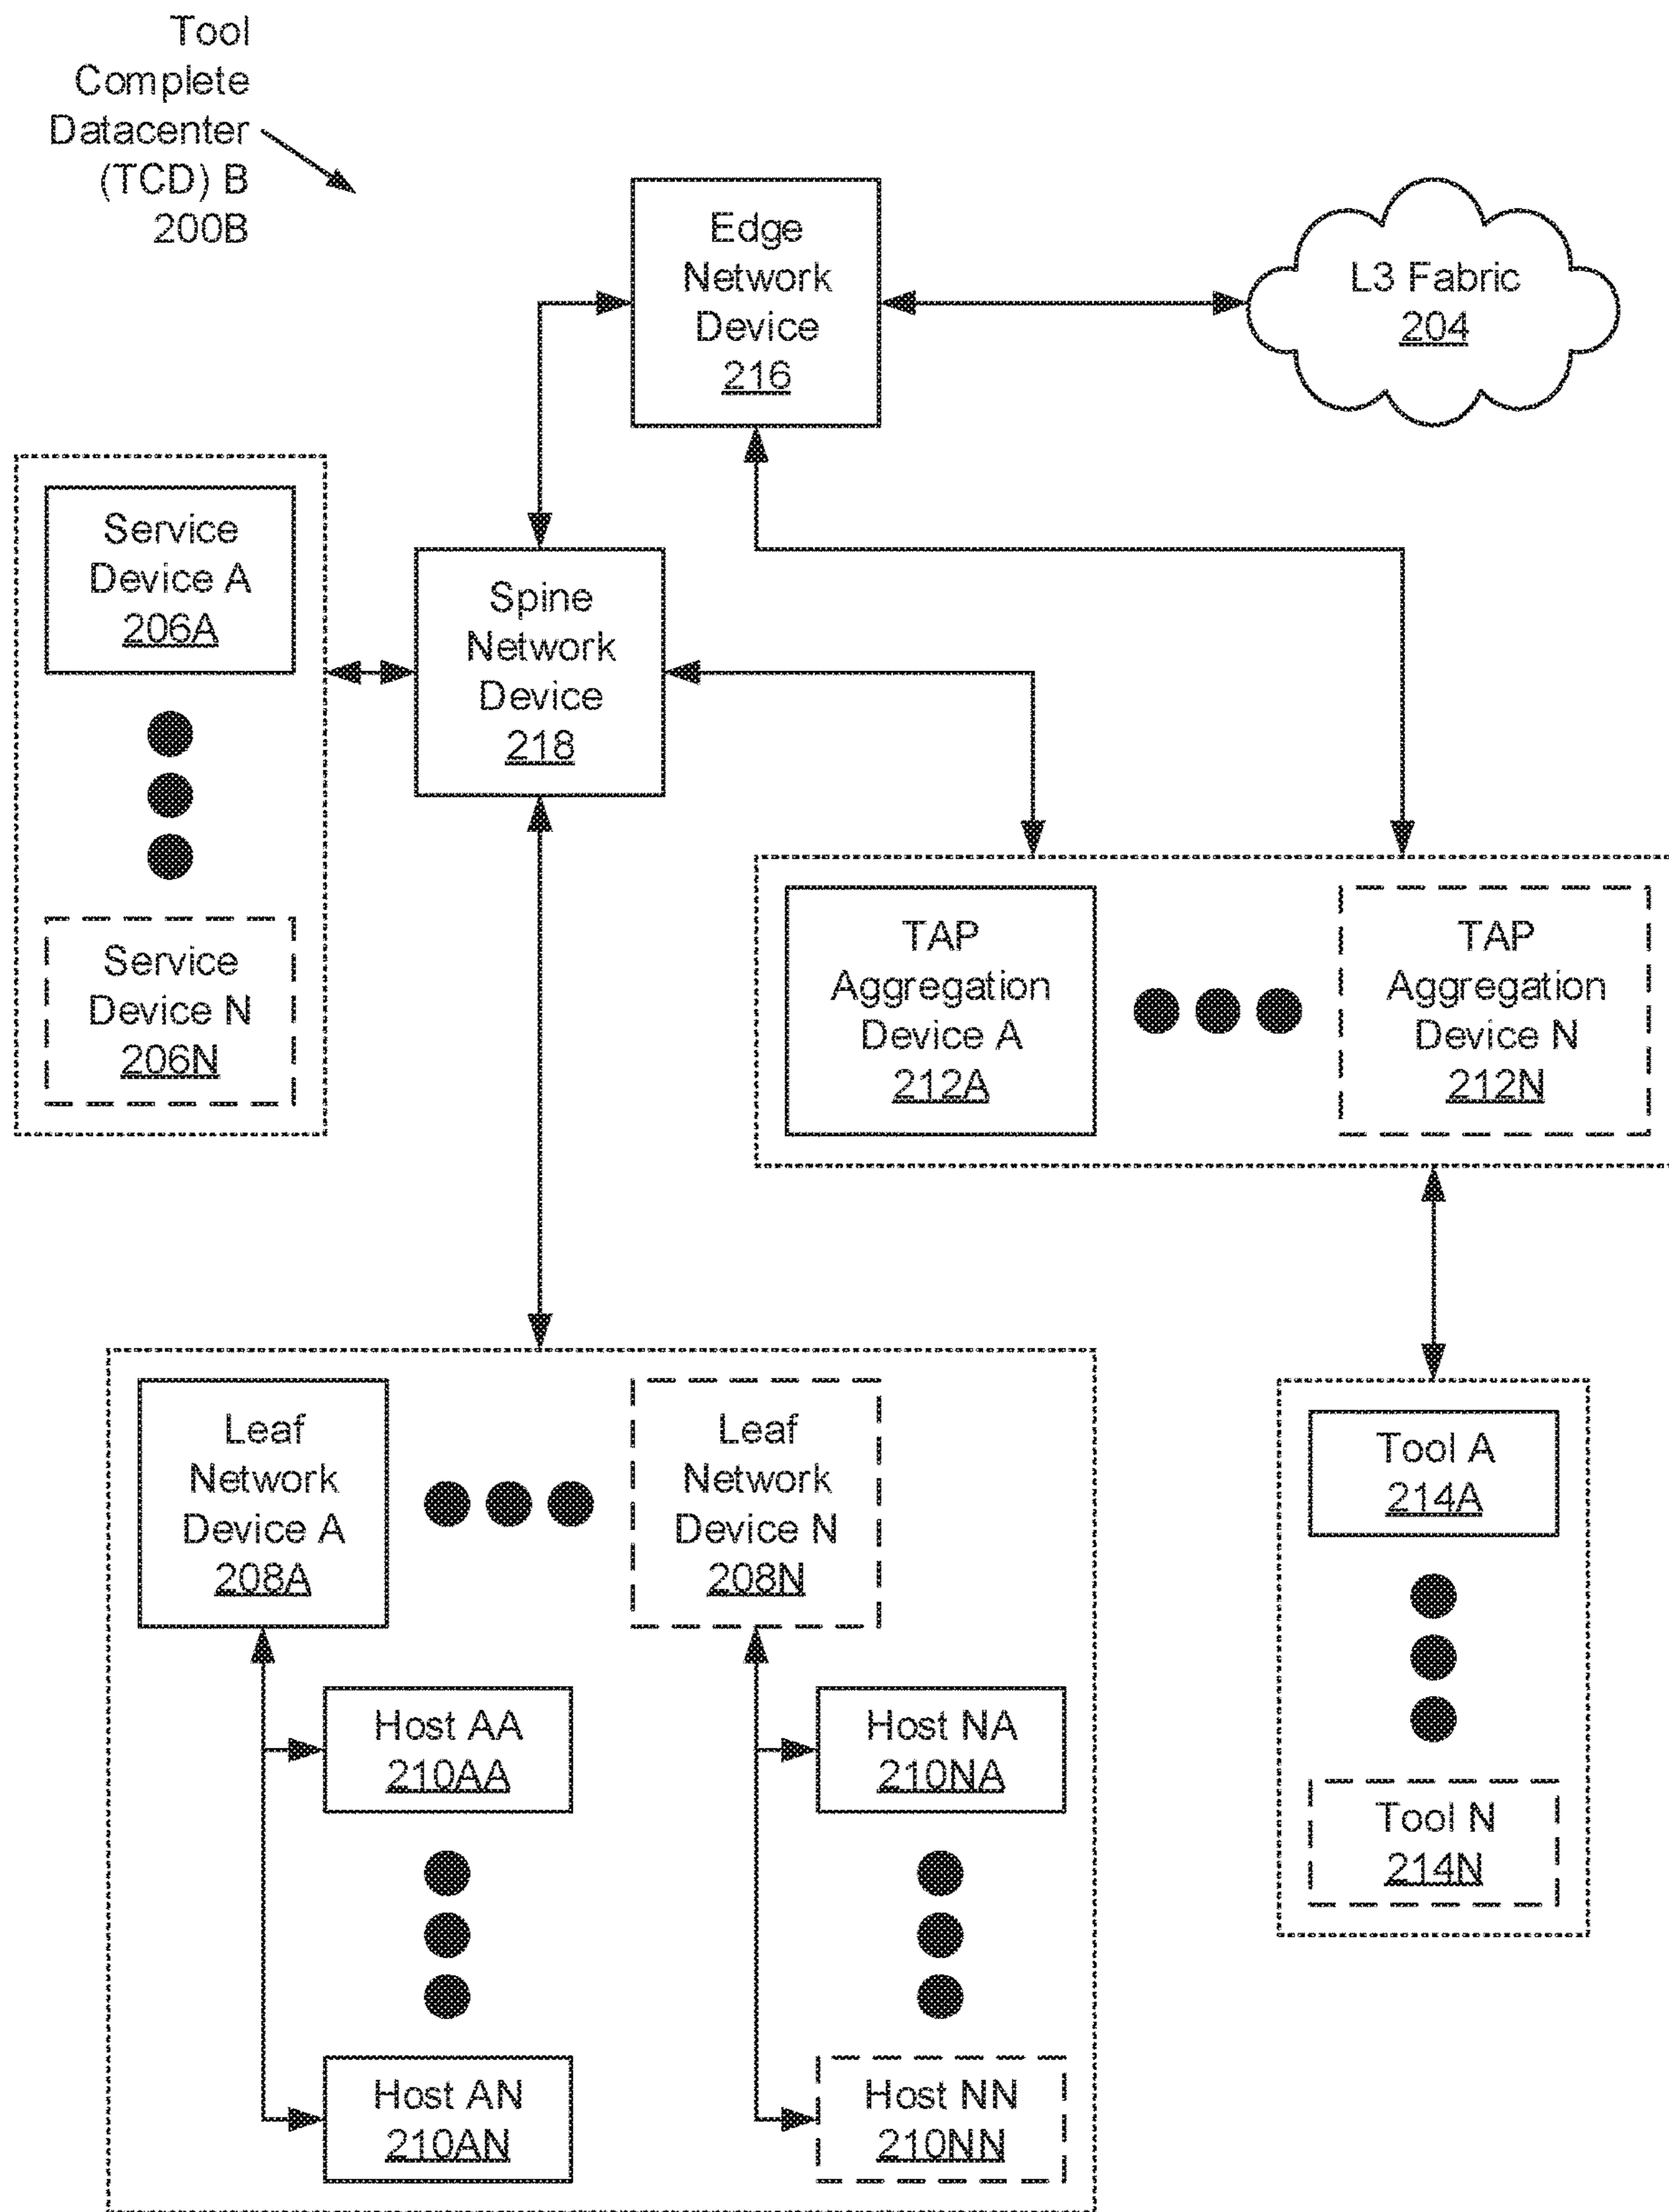 Tool
Complete
Datacenter
(TCD) B
200B
Edge
Network
Device
216
L3 Fabric
204
Service
Device A
206A
Spine
Network
Device
218
Service
Device N
206N
TAP
Aggregation
Device A
212A
TAP
Aggregation
Device N
212N
Leaf
Network
Device A
208A
Leaf
Network
Device N
208N
Tool A
214A
Host AA
210AA
Host NA
210NA
Tool N
214N
Host AN
210AN
Host NN
210NN